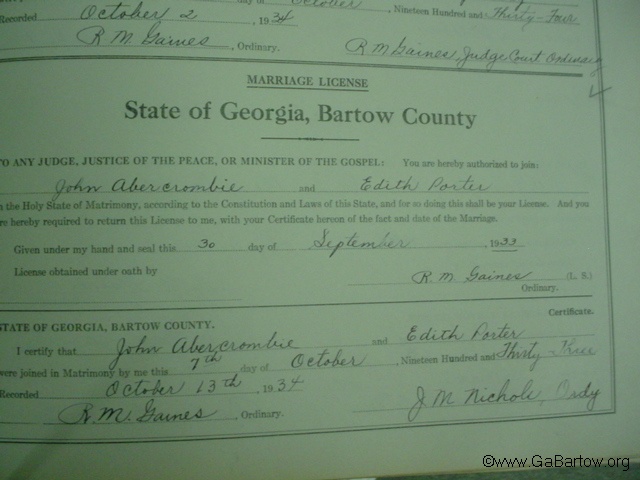 October
, Nineteen Hundred and Thirty-Four
Recorded October 2 , 1934
R M Gaines , Ordinary.
R M Gaines, Judge Court Ordinary
MARRIAGE LICENSE
State of Georgia, Bartow County
TO ANY JUDGE, JUSTICE OF THE PEACE, OR MINISTER OF THE GOSPEL: You are hereby authorized to join:
John Abercrombie and Edith Porter
n the Holy State of Matrimony, according to the Constitution and Laws of this State, and for so doing this shall be your License. And you
re hereby required to return this License to me, with your Certificate hereon of the fact and date of the Marriage.
Given under my hand and seal this 30 day of September , 1933
License obtained under oath by
R. M. Gaines (L. S.)
Ordinary.
Certificate.
STATE OF GEORGIA, BARTOW COUNTY.
I certify that John Abercrombie and Edith Porter
were joined in Matrimony by me this 7th day of October , Nineteen Hundred and Thirty-Three
Recorded October 13th , 1934
R. M. Gaines , Ordinary.
J M Nichols, Ordy
©www.GaBartow.org